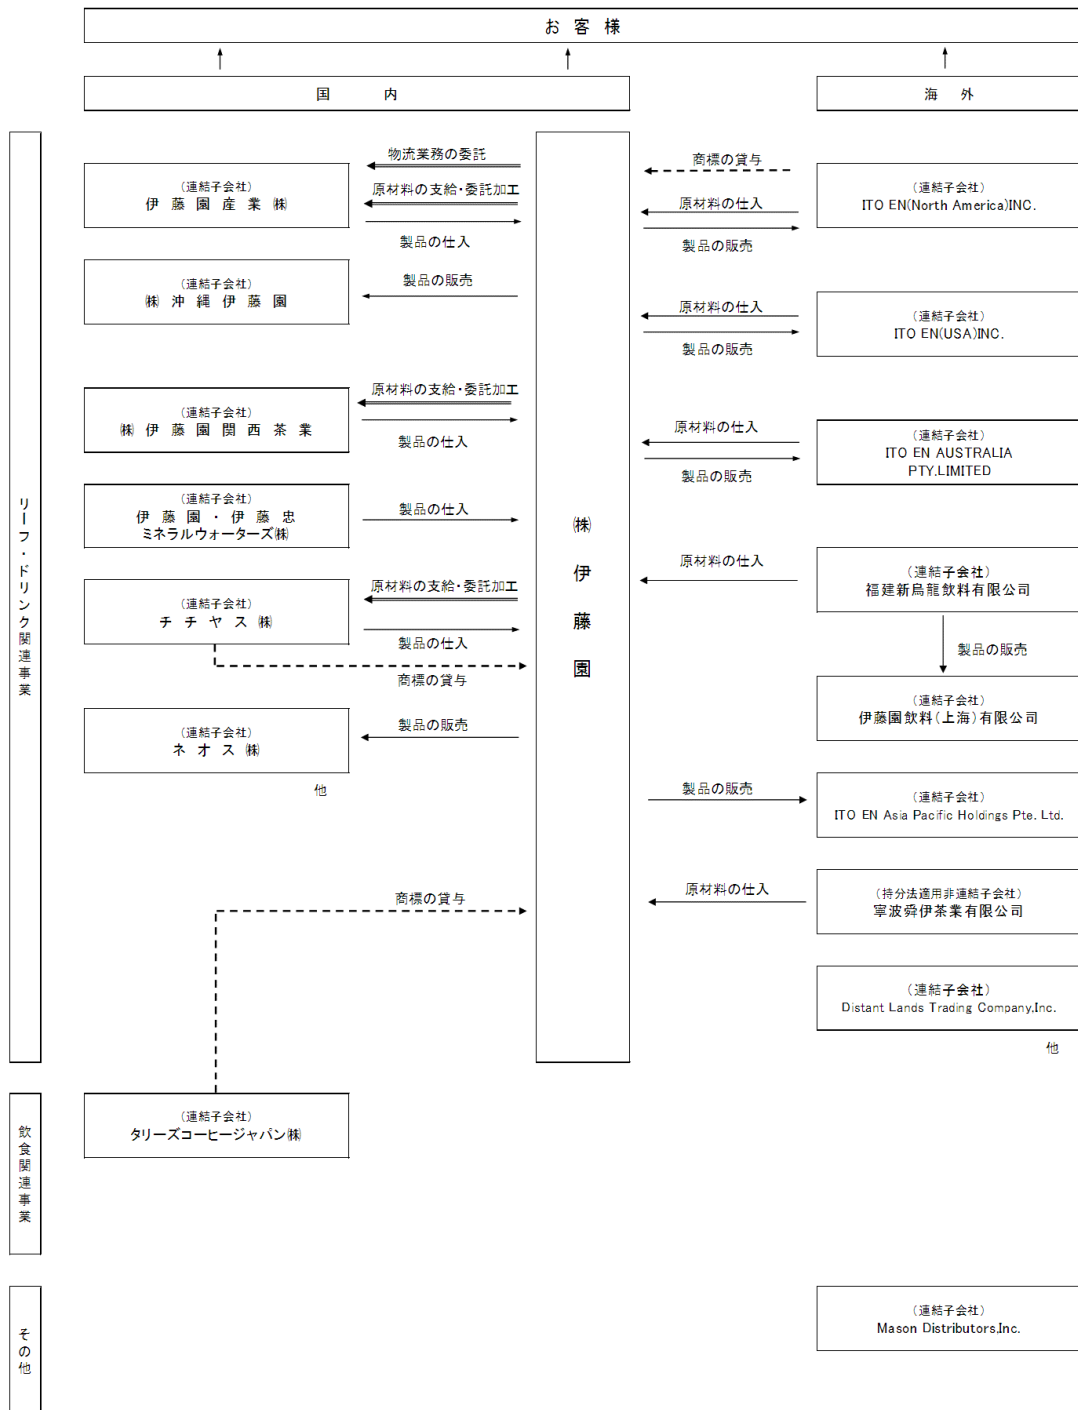 お客様
国内
海外
リーフ・ドリンク関連事業
㈱伊藤園
物流業務の委託
(連結子会社)
伊藤園産業㈱
原材料の支給・委託加工
製品の仕入
(連結子会社)
㈱沖縄伊藤園
製品の販売
(連結子会社)
㈱伊藤園関西茶業
原材料の支給・委託加工
製品の仕入
(連結子会社)
伊藤園・伊藤忠
ミネラルウォーターズ㈱
製品の仕入
(連結子会社)
チチヤス㈱
原材料の支給・委託加工
製品の仕入
商標の貸与
(連結子会社)
ネオス㈱
製品の販売
他
商標の貸与
商標の貸与
原材料の仕入
製品の販売
(連結子会社)
ITO EN(North America)INC.
原材料の仕入
製品の販売
(連結子会社)
ITO EN(USA)INC.
原材料の仕入
製品の販売
(連結子会社)
ITO EN AUSTRALIA
PTY.LIMITED
原材料の仕入
(連結子会社)
福建新烏龍飲料有限公司
製品の販売
(連結子会社)
伊藤園飲料(上海)有限公司
製品の販売
(連結子会社)
ITO EN Asia Pacific Holdings Pte. Ltd.
原材料の仕入
(持分法適用非連結子会社)
寧波舜伊茶業有限公司
(連結子会社)
Distant Lands Trading Company,Inc.
他
飲食関連事業
(連結子会社)
タリーズコーヒージャパン㈱
その他
(連結子会社)
Mason Distributors,Inc.